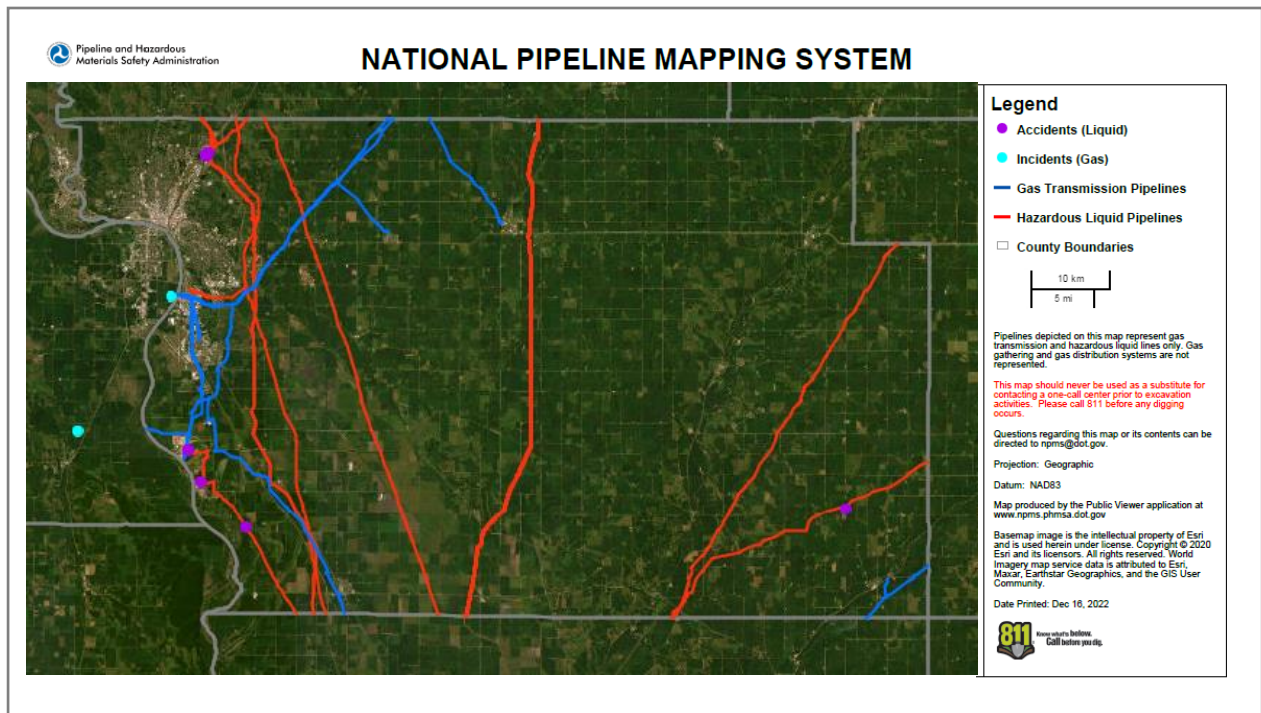 Pipeline and Hazardous
Materials Safety Administration
NATIONAL PIPELINE MAPPING SYSTEM
Legend
Accidents (Liquid)
Incidents (Gas)
Gas Transmission Pipelines
Hazardous Liquid Pipelines
County Boundaries
10 km
5 mi
Pipelines depicted on this map represent gas
transmission and hazardous liquid lines only. Gas
gathering and gas distribution systems are not
represented.
This map should never be used as a substitute for
contacting a one-call center prior to excavation
activities. Please call 811 before any digging
occurs.
Questions regarding this map or its contents can be
directed to npms@dot.gov.
Projection: Geographic
Datum: NAD83
Map produced by the Public Viewer application at
www.npms.phmsa.dot.gov
Basemap image is the intellectual property of Esri
and is used herein under license. Copyright © 2020
Esri and its licensors. All rights reserved. World
Imagery map service data is attributed to Esri,
Maxar, Earthstar Geographics, and the GIS User
Community.
Date Printed: Dec 16, 2022
811
Know what's below.
Call before you dig.